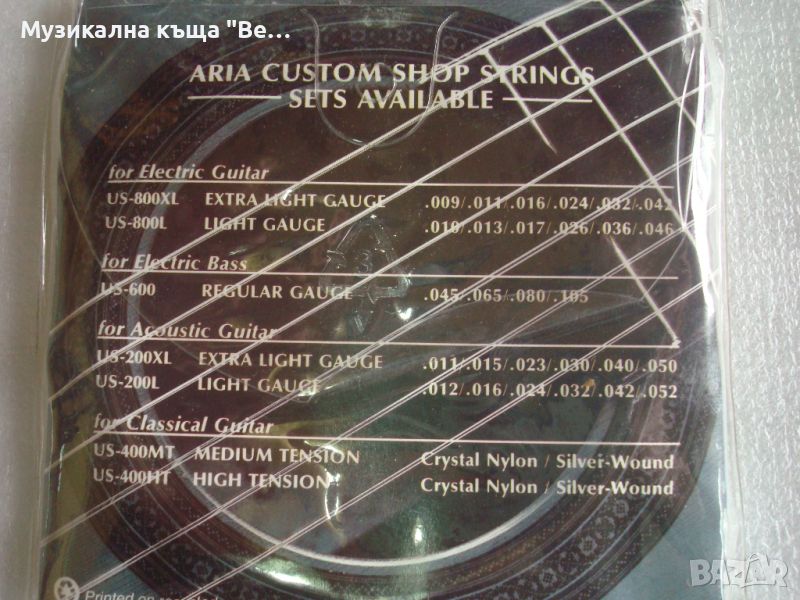 Музикална къща "Ве...
ARIA CUSTOM SHOP STRINGS
SETS AVAILABLE
for Electric Guitar
US-800XL EXTRA LIGHT GAUGE .009/.011/.016/.024/.032/.042
US-800L LIGHT GAUGE .010/.013/.017/.026/.036/.046
for Electric Bass
US-600 REGULAR GAUGE .045/.065/.080/.105
for Acoustic Guitar
US-200XL EXTRA LIGHT GAUGE .011/.015/.023/.030/.040/.050
US-200L LIGHT GAUGE .012/.016/.024/.032/.042/.052
for Classical Guitar
US-400MT MEDIUM TENSION Crystal Nylon / Silver-Wound
US-400HT HIGH TENSION Crystal Nylon / Silver-Wound
Printed on
BAZAR